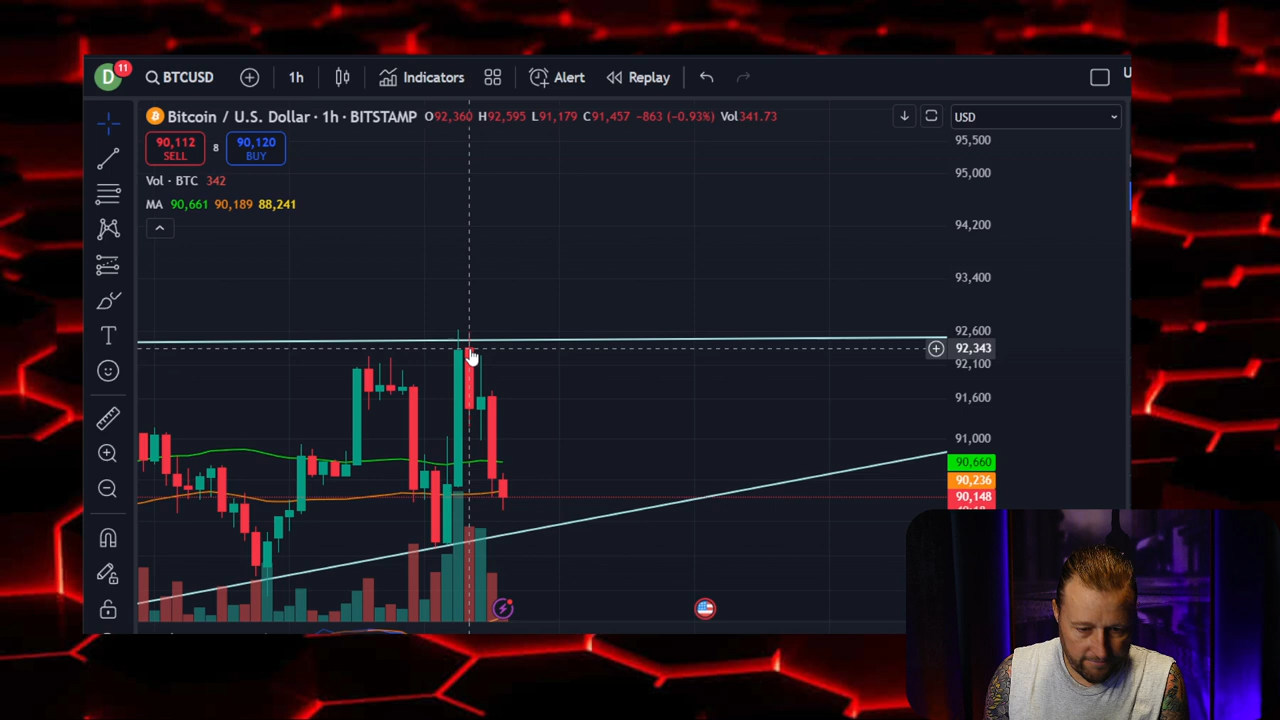 D 11 BTCUSD 1h Indicators Alert Replay U
Bitcoin / U.S. Dollar · 1h · BITSTAMP O92,360 H92,595 L91,179 C91,457 −863 (−0.93%) Vol341.73
USD
90,112 8 90,120
SELL BUY
Vol · BTC 342
MA 90,661 90,189 88,241
95,500
95,000
94,200
93,400
92,600
92,343
92,100
91,600
91,000
90,660
90,236
90,148